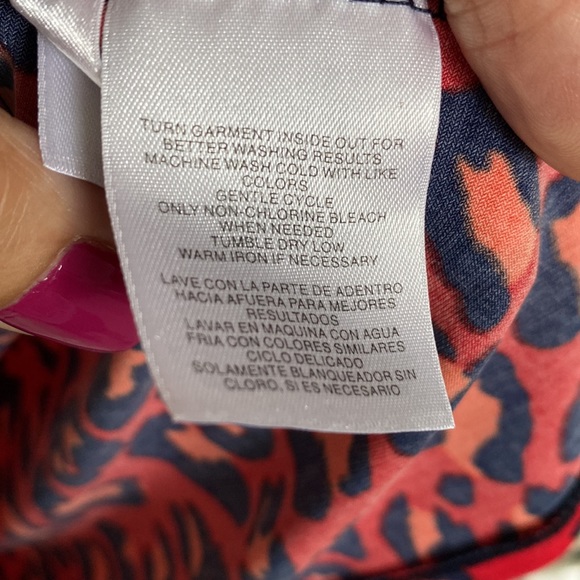 TURN GARMENT INSIDE OUT FOR
BETTER WASHING RESULTS
MACHINE WASH COLD WITH LIKE
COLORS
GENTLE CYCLE
ONLY NON-CHLORINE BLEACH
WHEN NEEDED
TUMBLE DRY LOW
WARM IRON IF NECESSARY
LAVE CON LA PARTE DE ADENTRO
HACIA AFUERA PARA MEJORES
RESULTADOS
LAVAR EN MAQUINA CON AGUA
FRIA CON COLORES SIMILARES
CICLO DELICADO
SOLAMENTE BLANQUEADOR SIN
CLORO, SI ES NECESARIO